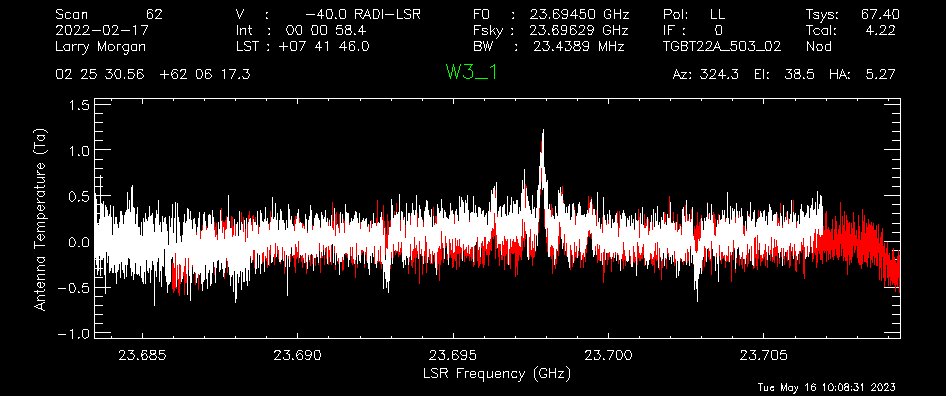 Scan 62 V : -40.0 RADI-LSR F0 : 23.69450 GHz Pol: LL Tsys: 67.40
2022-02-17 Int : 00 00 58.4 Fsky : 23.69629 GHz IF : 0 Tcal: 4.22
Larry Morgan LST : +07 41 46.0 BW : 23.4389 MHz TGBT22A_503_02 Nod
02 25 30.56 +62 06 17.3 W3_1 Az: 324.3 El: 38.5 HA: 5.27
1.5
1.0
0.5
0.0
-0.5
-1.0
Antenna Temperature (Ta)
23.685 23.690 23.695 23.700 23.705
LSR Frequency (GHz)
Tue May 16 10:08:31 2023